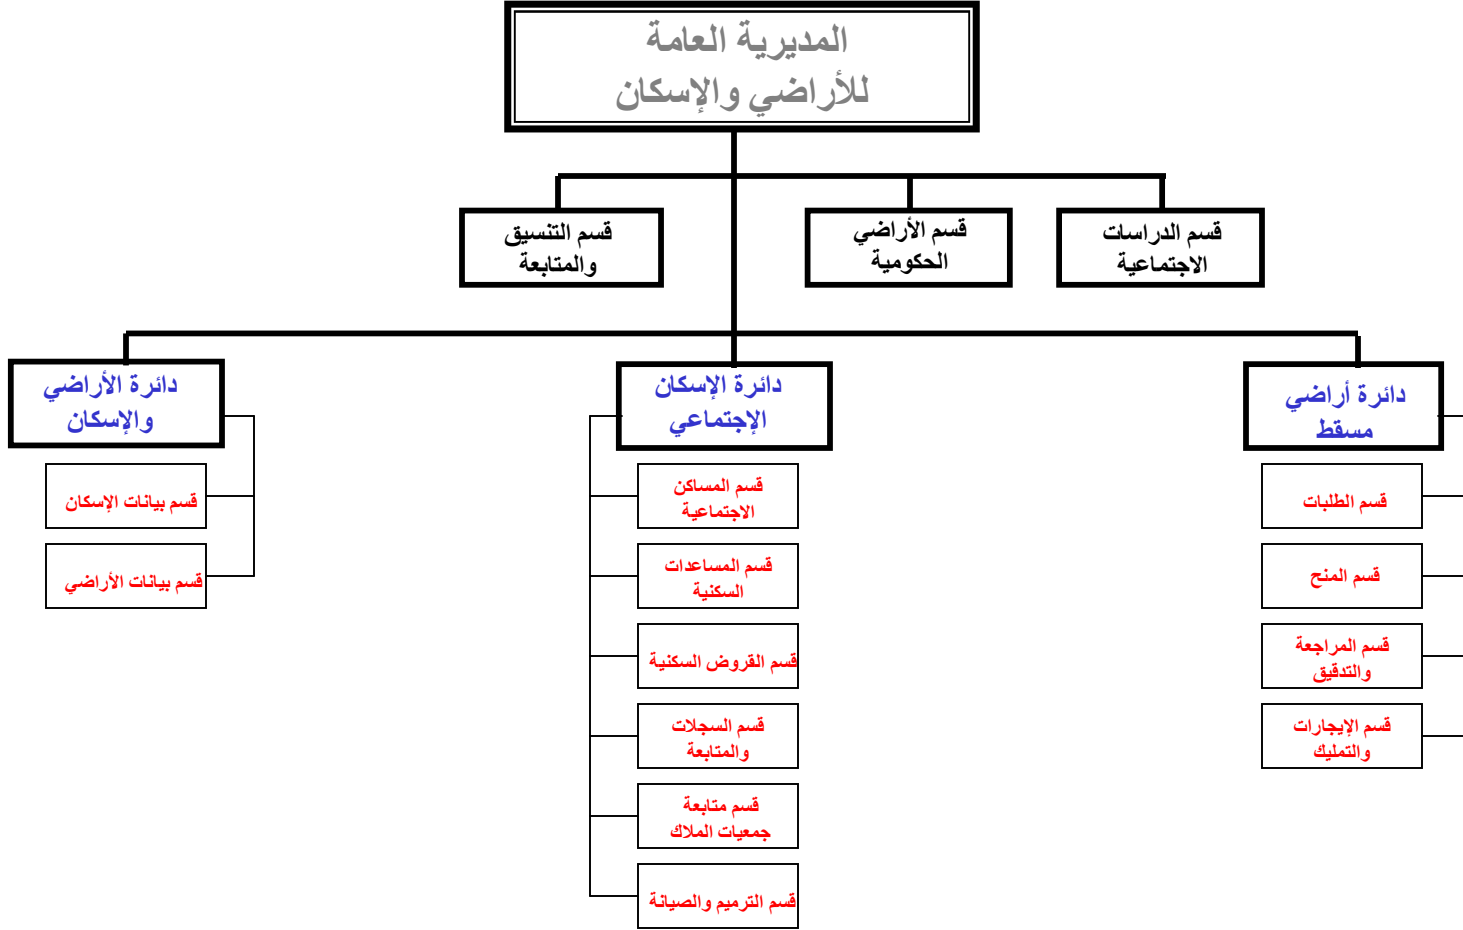 المديرية العامة
للأراضي والإسكان
قسم الدراسات
الاجتماعية
قسم الأراضي
الحكومية
قسم التنسيق
والمتابعة
دائرة أراضي
مسقط
قسم الطلبات
قسم المنح
قسم المراجعة
والتدقيق
قسم الإيجارات
والتمليك
دائرة الإسكان
الإجتماعي
قسم المساكن
الاجتماعية
قسم المساعدات
السكنية
قسم القروض السكنية
قسم السجلات
والمتابعة
قسم متابعة
جمعيات الملاك
قسم الترميم والصيانة
دائرة الأراضي
والإسكان
قسم بيانات الإسكان
قسم بيانات الأراضي